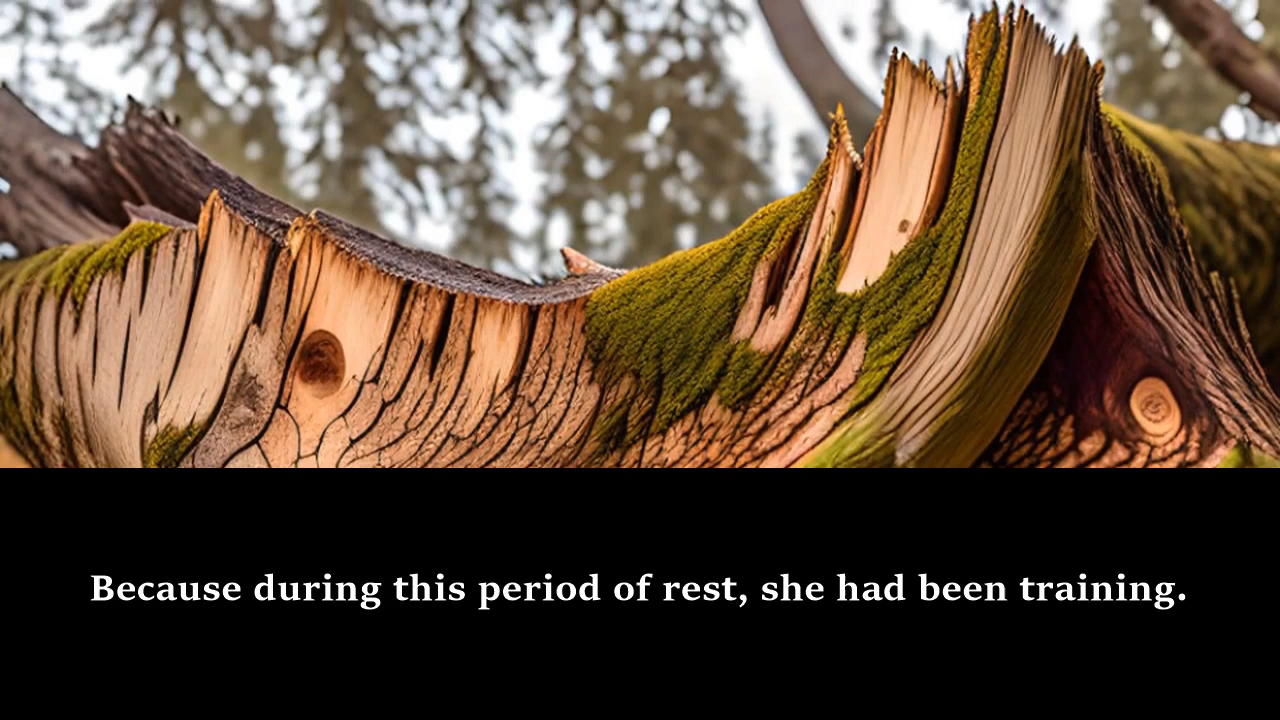 Because during this period of rest, she had been training.